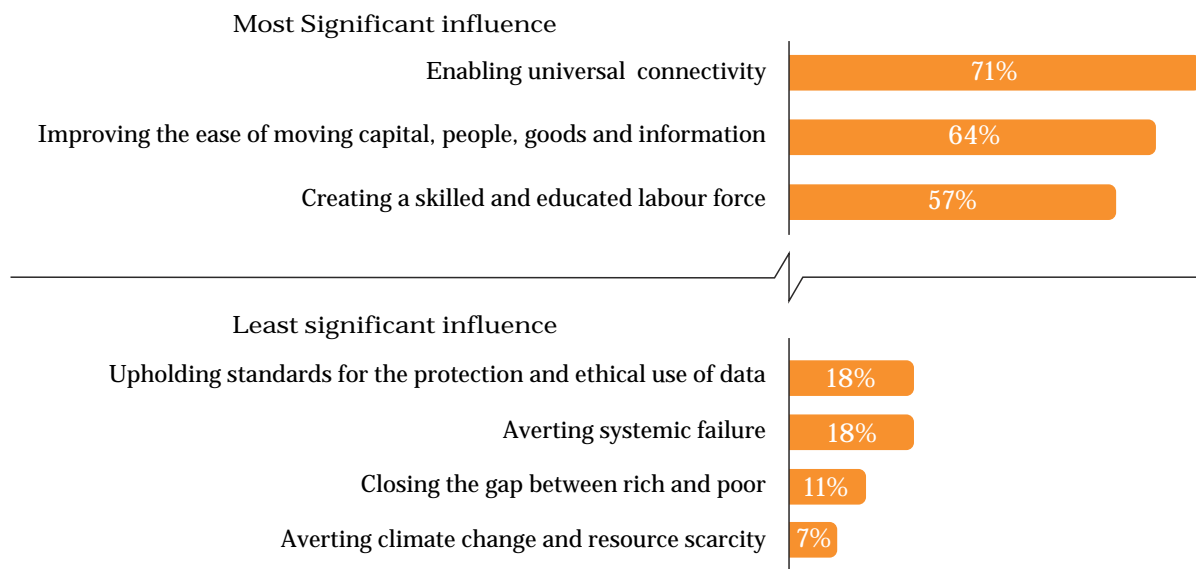 Most Significant influence
Enabling universal connectivity 71%
Improving the ease of moving capital, people, goods and information 64%
Creating a skilled and educated labour force 57%
Least significant influence
Upholding standards for the protection and ethical use of data 18%
Averting systemic failure 18%
Closing the gap between rich and poor 11%
Averting climate change and resource scarcity 7%